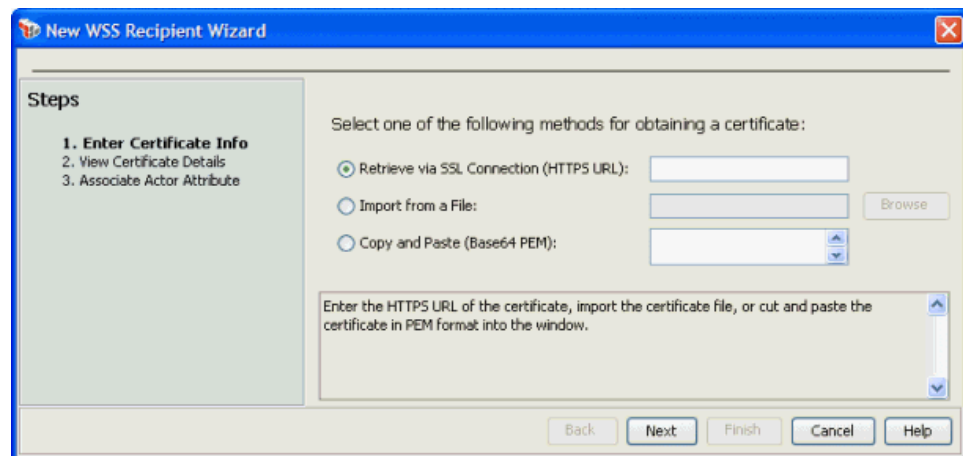 New WSS Recipient Wizard
Steps
1. Enter Certificate Info
2. View Certificate Details
3. Associate Actor Attribute
Select one of the following methods for obtaining a certificate:
Retrieve via SSL Connection (HTTPS URL):
Import from a File:
Browse
Copy and Paste (Base64 PEM):
Enter the HTTPS URL of the certificate, import the certificate file, or cut and paste the
certificate in PEM format into the window.
Back Next Finish Cancel Help